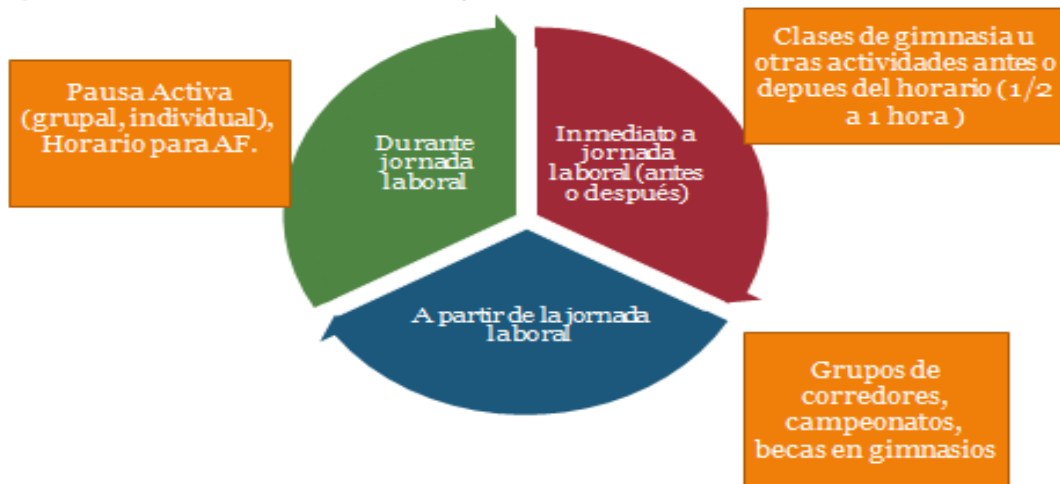 Pausa Activa
(grupal, individual),
Horario para AF.
Durante
jornada
laboral
Inmediato a
jornada
laboral (antes
o después)
Clases de gimnasia u
otras actividades antes o
depues del horario (1/2
a 1 hora )
A partir de la jornada
laboral
Grupos de
corredores,
campeonatos,
becas en gimnasios